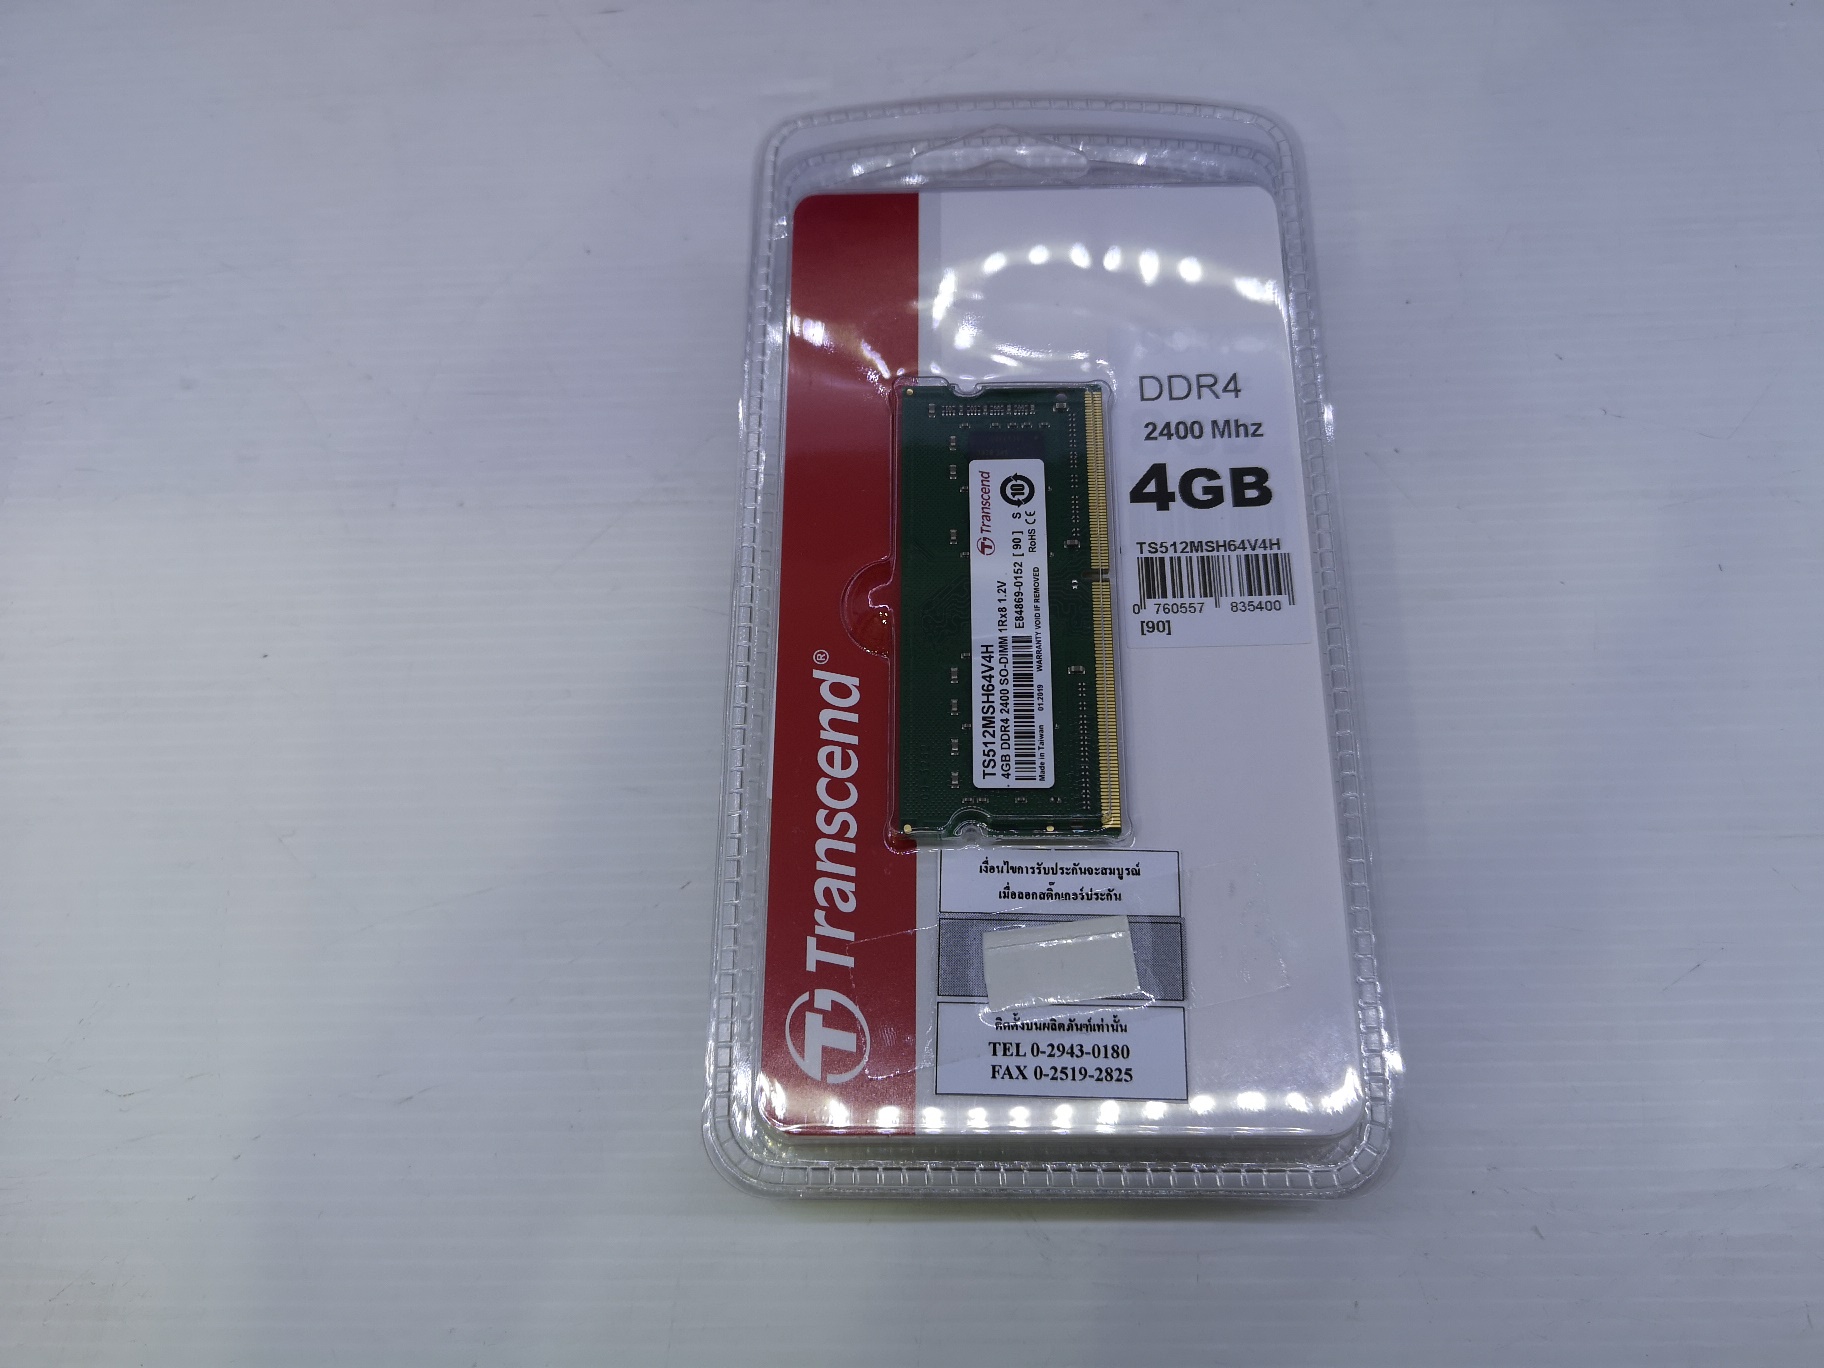 DDR4
2400 Mhz
4GB
TS512MSH64V4H
0 760557 835400
[90]
Transcend
10
S
TS512MSH64V4H
4GB DDR4 2400 SO-DIMM 1Rx8 1.2V
E84869-0152 [ 90 ]
RoHS CE
Made in Taiwan 01.2019 WARRANTY VOID IF REMOVED
Transcend®
เงื่อนไขการรับประกันจะสมบูรณ์
เมื่อลอกสติ๊กเกอร์ประกัน
ติดตั้งบนผลิตภัณฑ์เท่านั้น
TEL 0-2943-0180
FAX 0-2519-2825